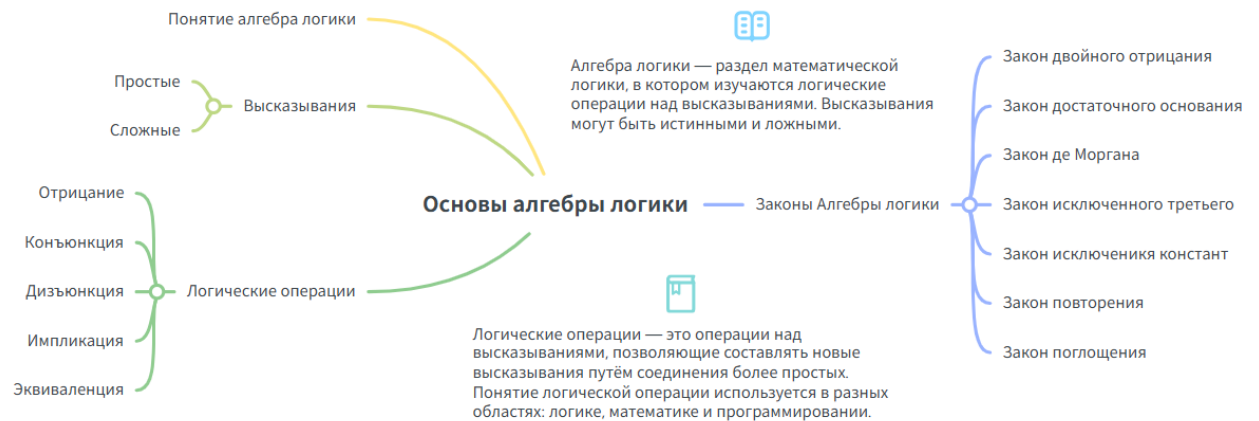 Понятие алгебра логики
Простые
Высказывания
Сложные
Отрицание
Конъюнкция
Дизъюнкция
Логические операции
Импликация
Эквиваленция
Алгебра логики — раздел математической
логики, в котором изучаются логические
операции над высказываниями. Высказывания
могут быть истинными и ложными.
Основы алгебры логики
Логические операции — это операции над
высказываниями, позволяющие составлять новые
высказывания путём соединения более простых.
Понятие логической операции используется в разных
областях: логике, математике и программировании.
Законы Алгебры логики
Закон двойного отрицания
Закон достаточного основания
Закон де Моргана
Закон исключенного третьего
Закон исключеникя констант
Закон повторения
Закон поглощения